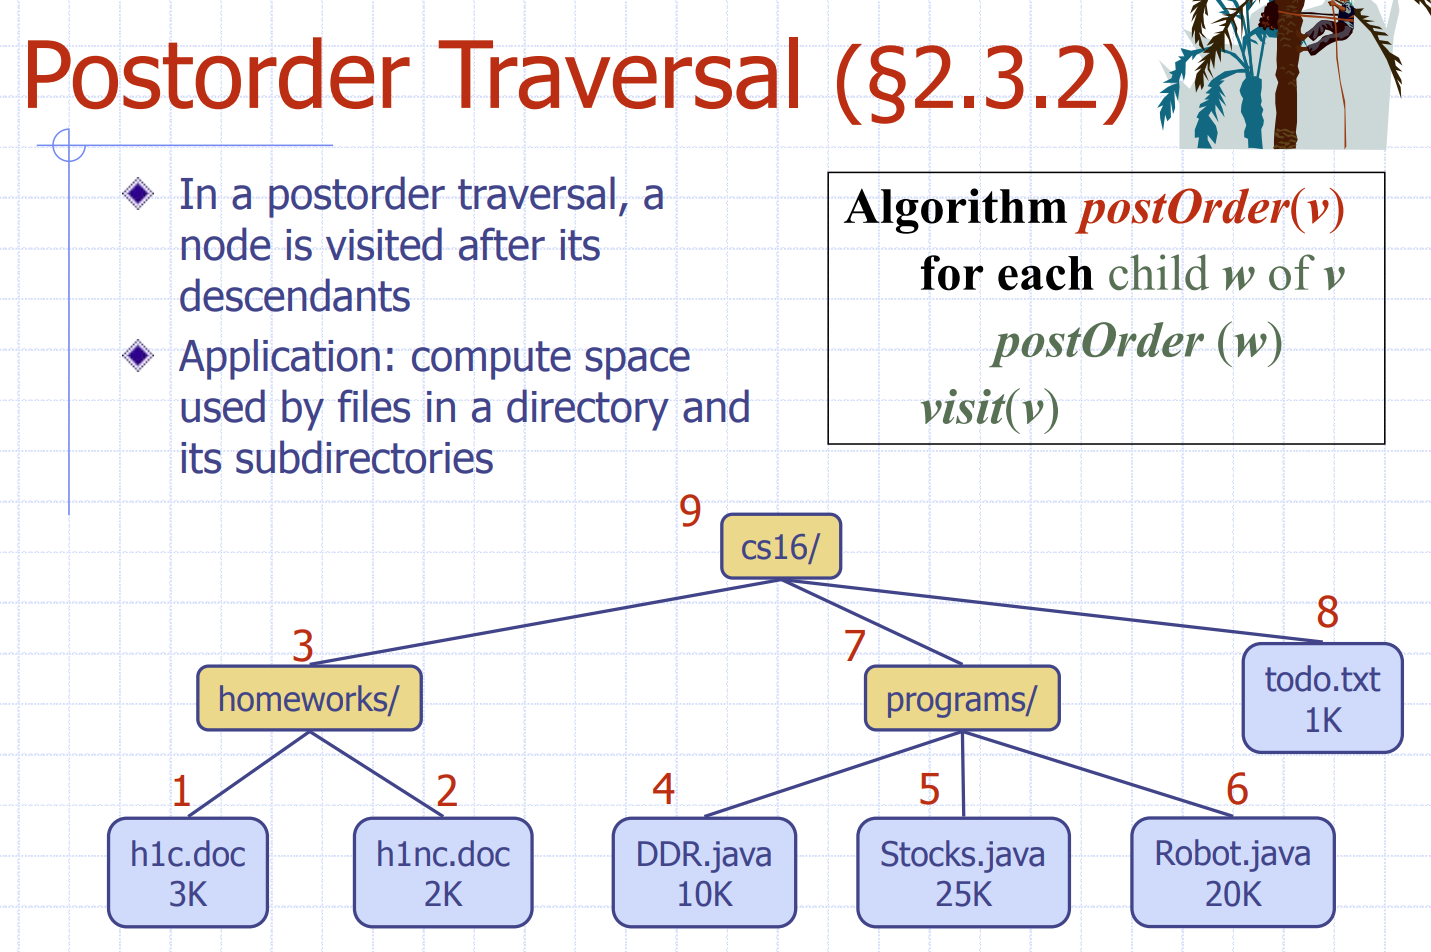 Postorder Traversal (§2.3.2)
In a postorder traversal, a
node is visited after its
descendants
Application: compute space
used by files in a directory and
its subdirectories
Algorithm postOrder(v)
for each child w of v
postOrder (w)
visit(v)
9
cs16/
3
homeworks/
7
programs/
8
todo.txt
1K
1
h1c.doc
3K
2
h1nc.doc
2K
4
DDR.java
10K
5
Stocks.java
25K
6
Robot.java
20K